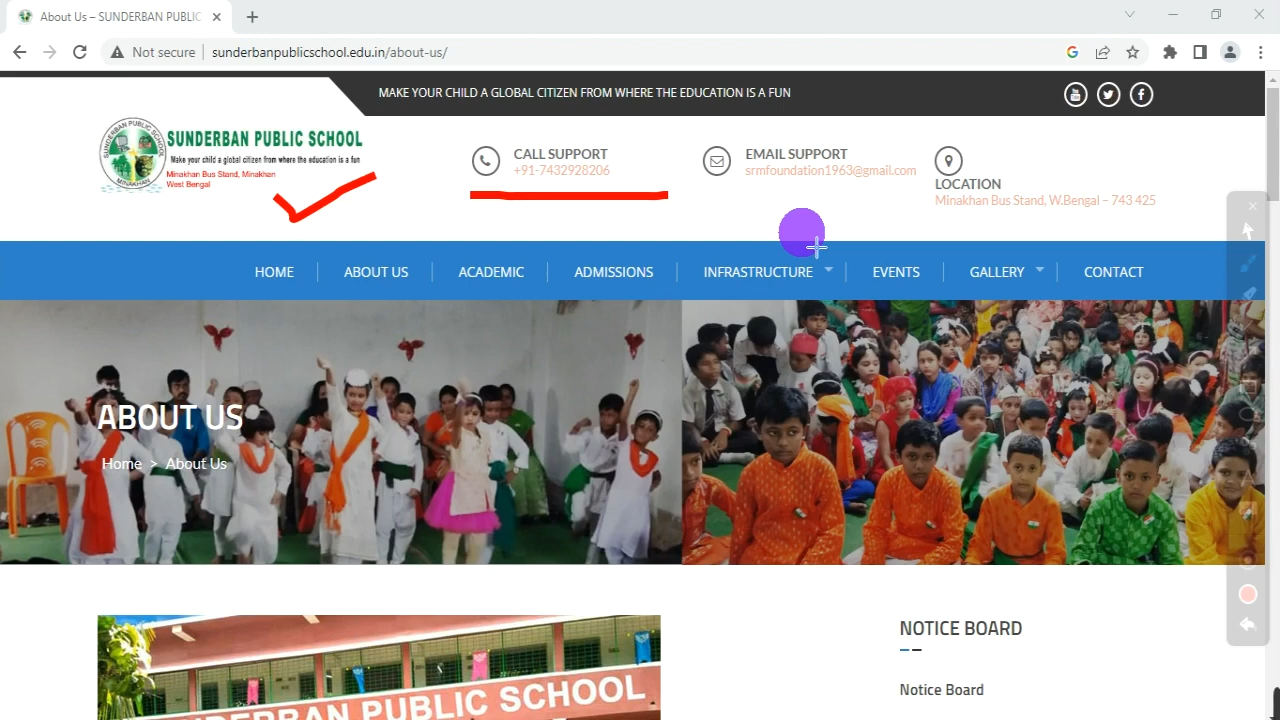 About Us – SUNDERBAN PUBLIC
Not secure
sunderbanpublicschool.edu.in/about-us/
MAKE YOUR CHILD A GLOBAL CITIZEN FROM WHERE THE EDUCATION IS A FUN
SUNDERBAN PUBLIC SCHOOL
MINAKHAN
SUNDERBAN PUBLIC SCHOOL
Make your child a global citizen from where the education is a fun
Minakhan Bus Stand, Minakhan
West Bengal
CALL SUPPORT
+91-7432928206
EMAIL SUPPORT
srmfoundation1963@gmail.com
LOCATION
Minakhan Bus Stand, W.Bengal – 743 425
HOME
ABOUT US
ACADEMIC
ADMISSIONS
INFRASTRUCTURE
EVENTS
GALLERY
CONTACT
ABOUT US
Home > About Us
SUNDERBAN PUBLIC SCHOOL
NOTICE BOARD
Notice Board